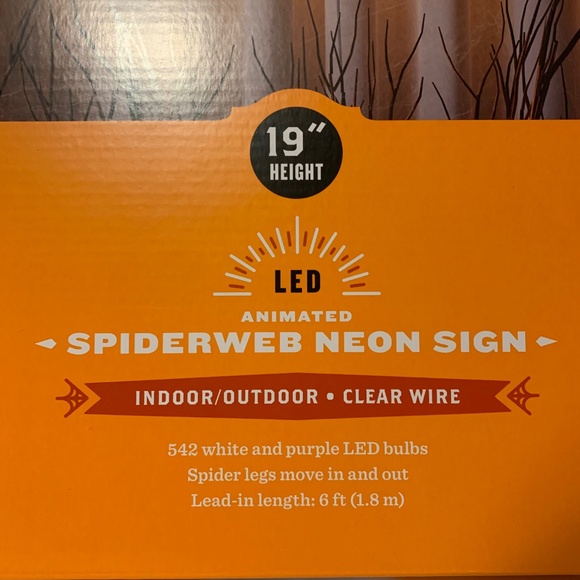 19"
HEIGHT
LED
ANIMATED
SPIDERWEB NEON SIGN
INDOOR/OUTDOOR • CLEAR WIRE
542 white and purple LED bulbs
Spider legs move in and out
Lead-in length: 6 ft (1.8 m)